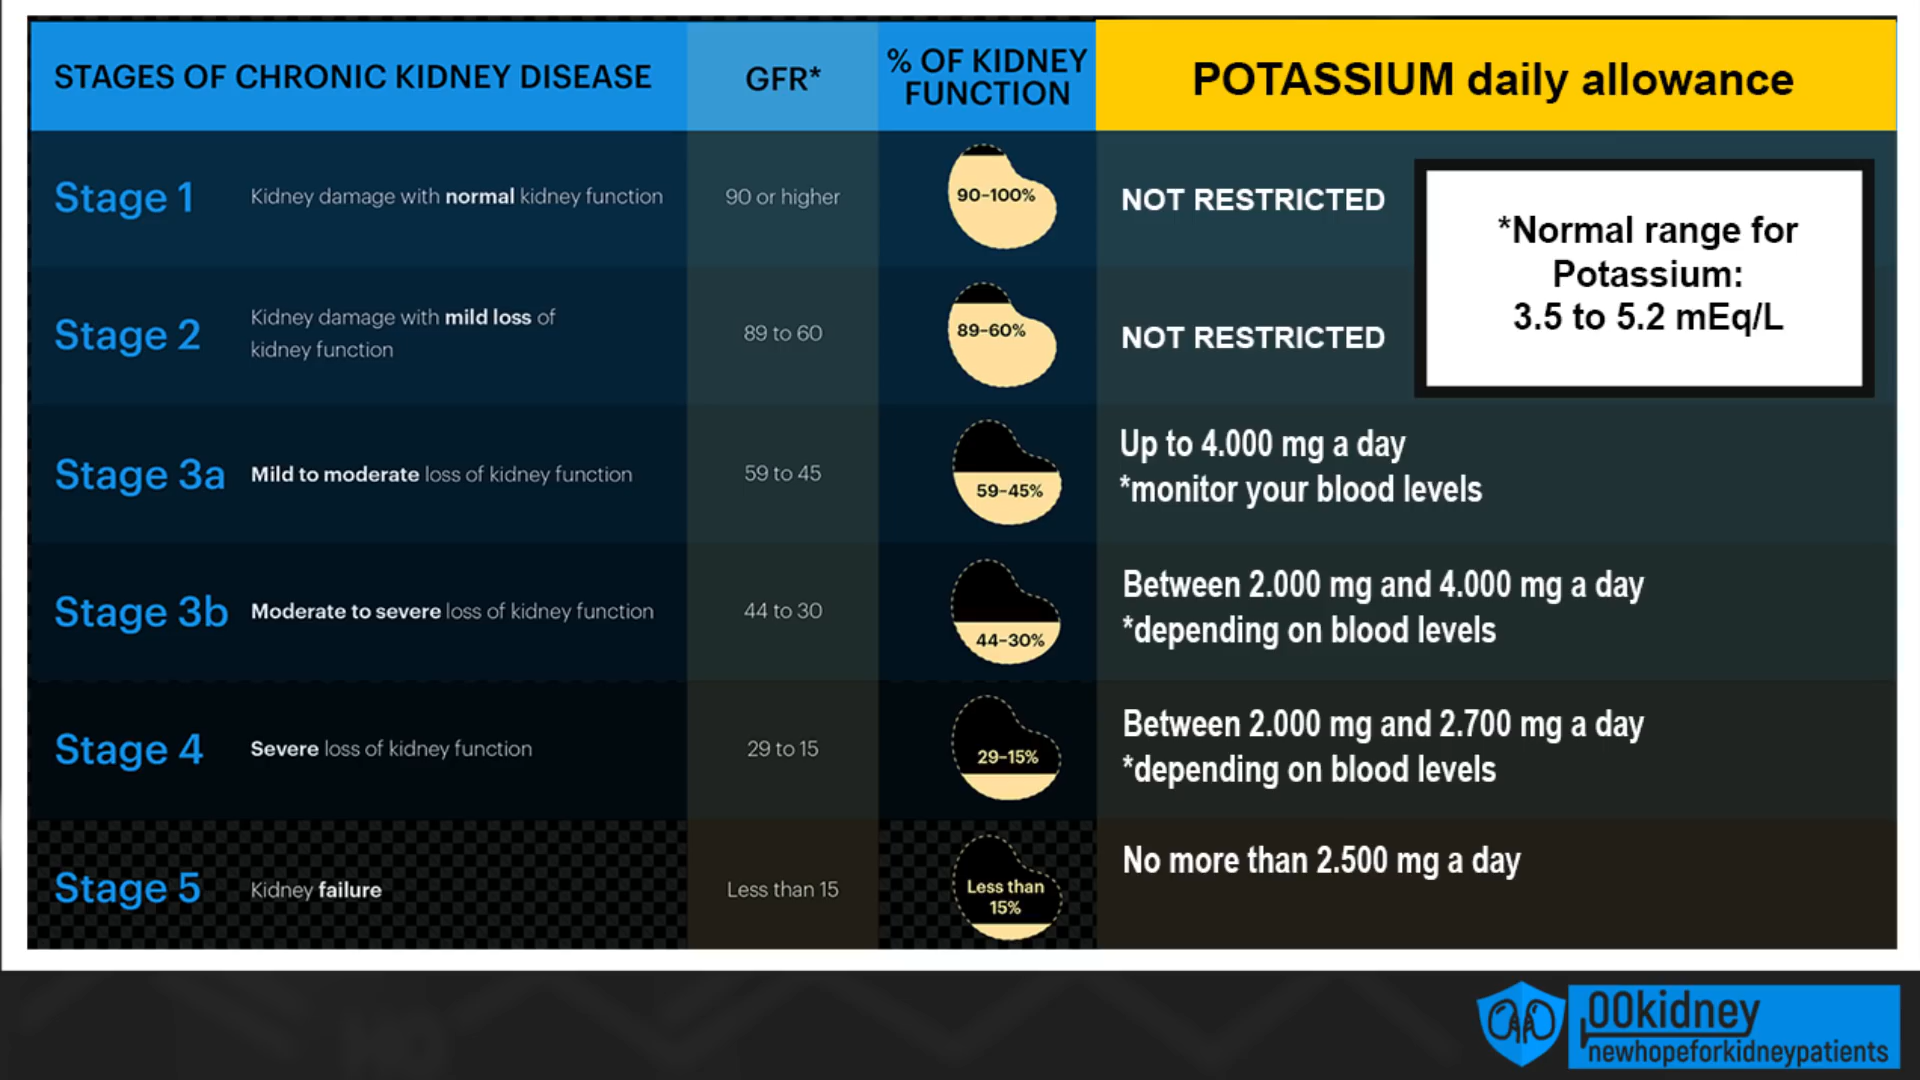 STAGES OF CHRONIC KIDNEY DISEASE
GFR*
% OF KIDNEY
FUNCTION
POTASSIUM daily allowance
Stage 1
Kidney damage with normal kidney function
90 or higher
90-100%
NOT RESTRICTED
*Normal range for
Potassium:
3.5 to 5.2 mEq/L
Stage 2
Kidney damage with mild loss of
kidney function
89 to 60
89-60%
NOT RESTRICTED
Stage 3a
Mild to moderate loss of kidney function
59 to 45
59-45%
Up to 4.000 mg a day
*monitor your blood levels
Stage 3b
Moderate to severe loss of kidney function
44 to 30
44-30%
Between 2.000 mg and 4.000 mg a day
*depending on blood levels
Stage 4
Severe loss of kidney function
29 to 15
29-15%
Between 2.000 mg and 2.700 mg a day
*depending on blood levels
Stage 5
Kidney failure
Less than 15
Less than
15%
No more than 2.500 mg a day
00kidney
newhopeforkidneypatients